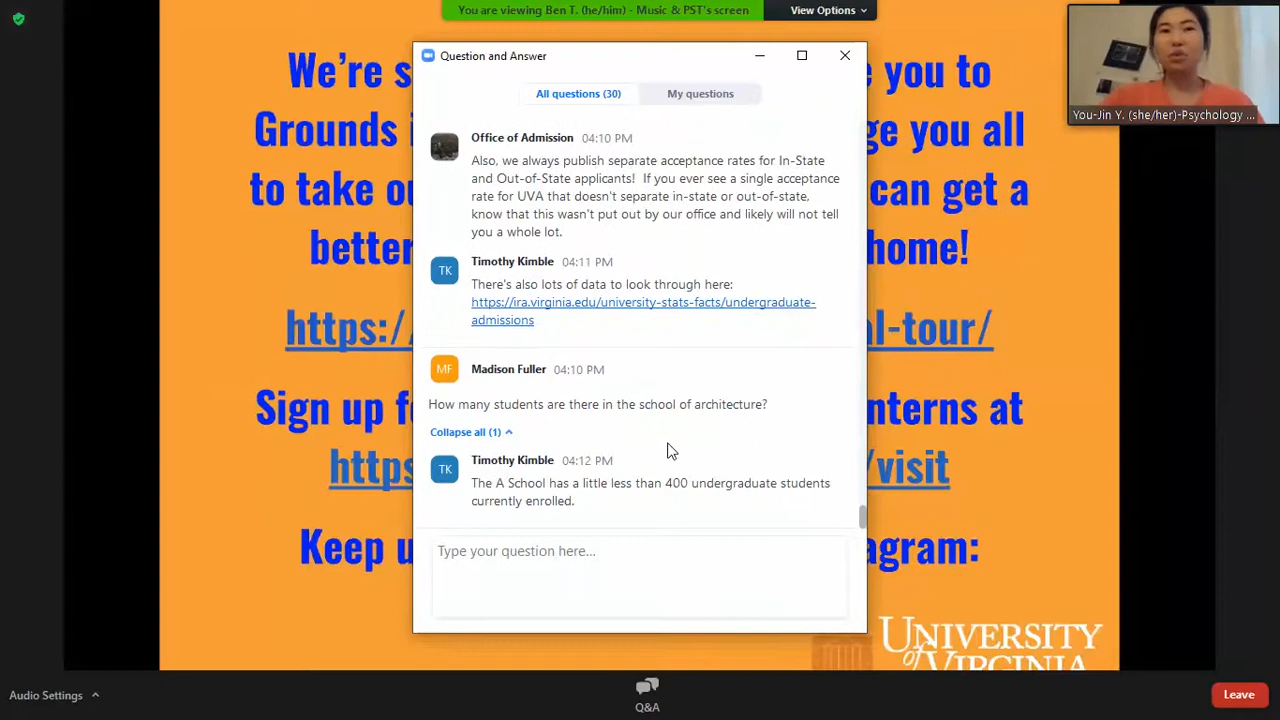 You are viewing Ben T. (he/him) - Music & PST's screen
View Options
Question and Answer
All questions (30)
My questions
You-Jin Y. (she/her)-Psychology ...
Office of Admission 04:10 PM
Also, we always publish separate acceptance rates for In-State
and Out-of-State applicants! If you ever see a single acceptance
rate for UVA that doesn't separate in-state or out-of-state,
know that this wasn't put out by our office and likely will not tell
you a whole lot.
TK
Timothy Kimble 04:11 PM
There's also lots of data to look through here:
https://ira.virginia.edu/university-stats-facts/undergraduate-
admissions
MF
Madison Fuller 04:10 PM
How many students are there in the school of architecture?
Collapse all (1)
TK
Timothy Kimble 04:12 PM
The A School has a little less than 400 undergraduate students
currently enrolled.
Type your question here...
We're s
e you to
Grounds i
ge you all
to take ou
can get a
better
home!
https:/
al-tour/
Sign up f
nterns at
http
/visit
Keep u
agram:
UNIVERSITY
of VIRGINIA
Audio Settings
Q&A
Leave